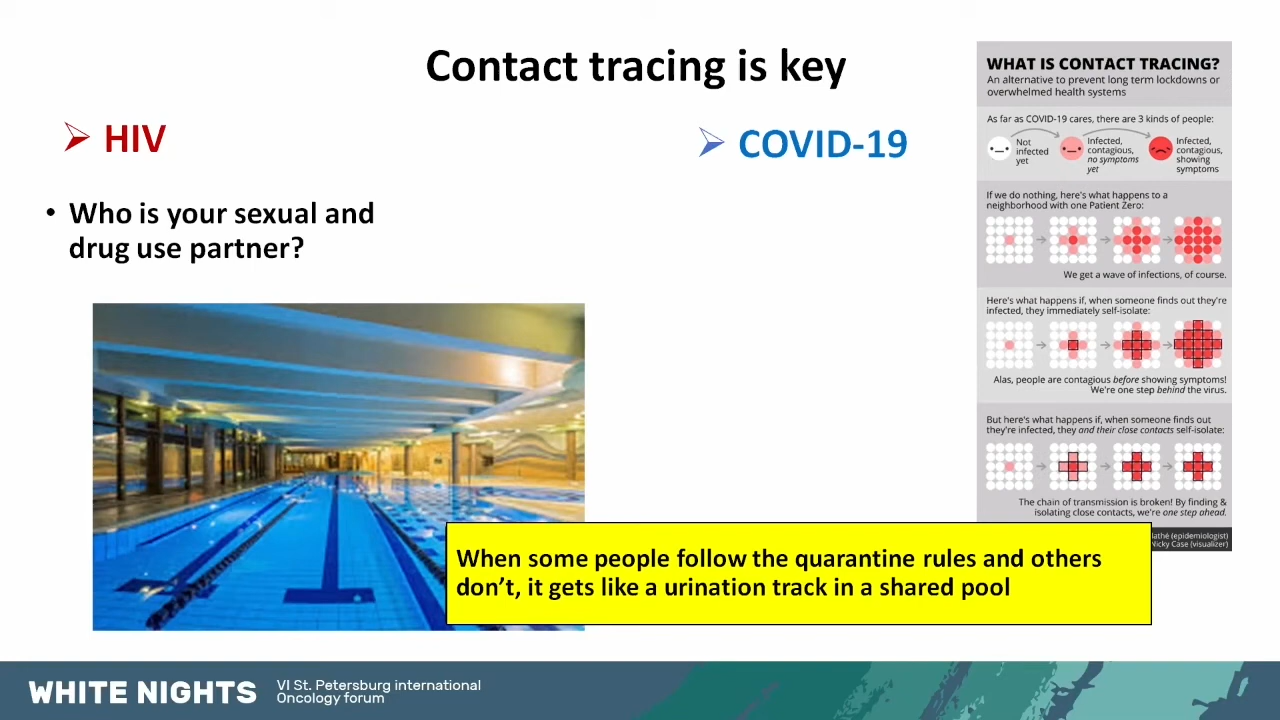 Contact tracing is key
HIV
COVID-19
• Who is your sexual and
drug use partner?
WHAT IS CONTACT TRACING?
An alternative to prevent long term lockdowns or
overwhelmed health systems
As far as COVID-19 cares, there are 3 kinds of people:
Not
infected
yet
Infected,
contagious,
no symptoms
yet
Infected,
contagious,
showing
symptoms
If we do nothing, here's what happens to a
neighborhood with one Patient Zero:
We get a wave of infections, of course.
Here's what happens if, when someone finds out they're
infected, they immediately self-isolate:
Alas, people are contagious before showing symptoms!
We're one step behind the virus.
But here's what happens if, when someone finds out
they're infected, they and their close contacts self-isolate:
The chain of transmission is broken! By finding &
isolating close contacts, we're one step ahead.
(epidemiologist)
Nicky Case (visualizer)
When some people follow the quarantine rules and others
don't, it gets like a urination track in a shared pool
WHITE NIGHTS
VI St. Petersburg international
Oncology forum